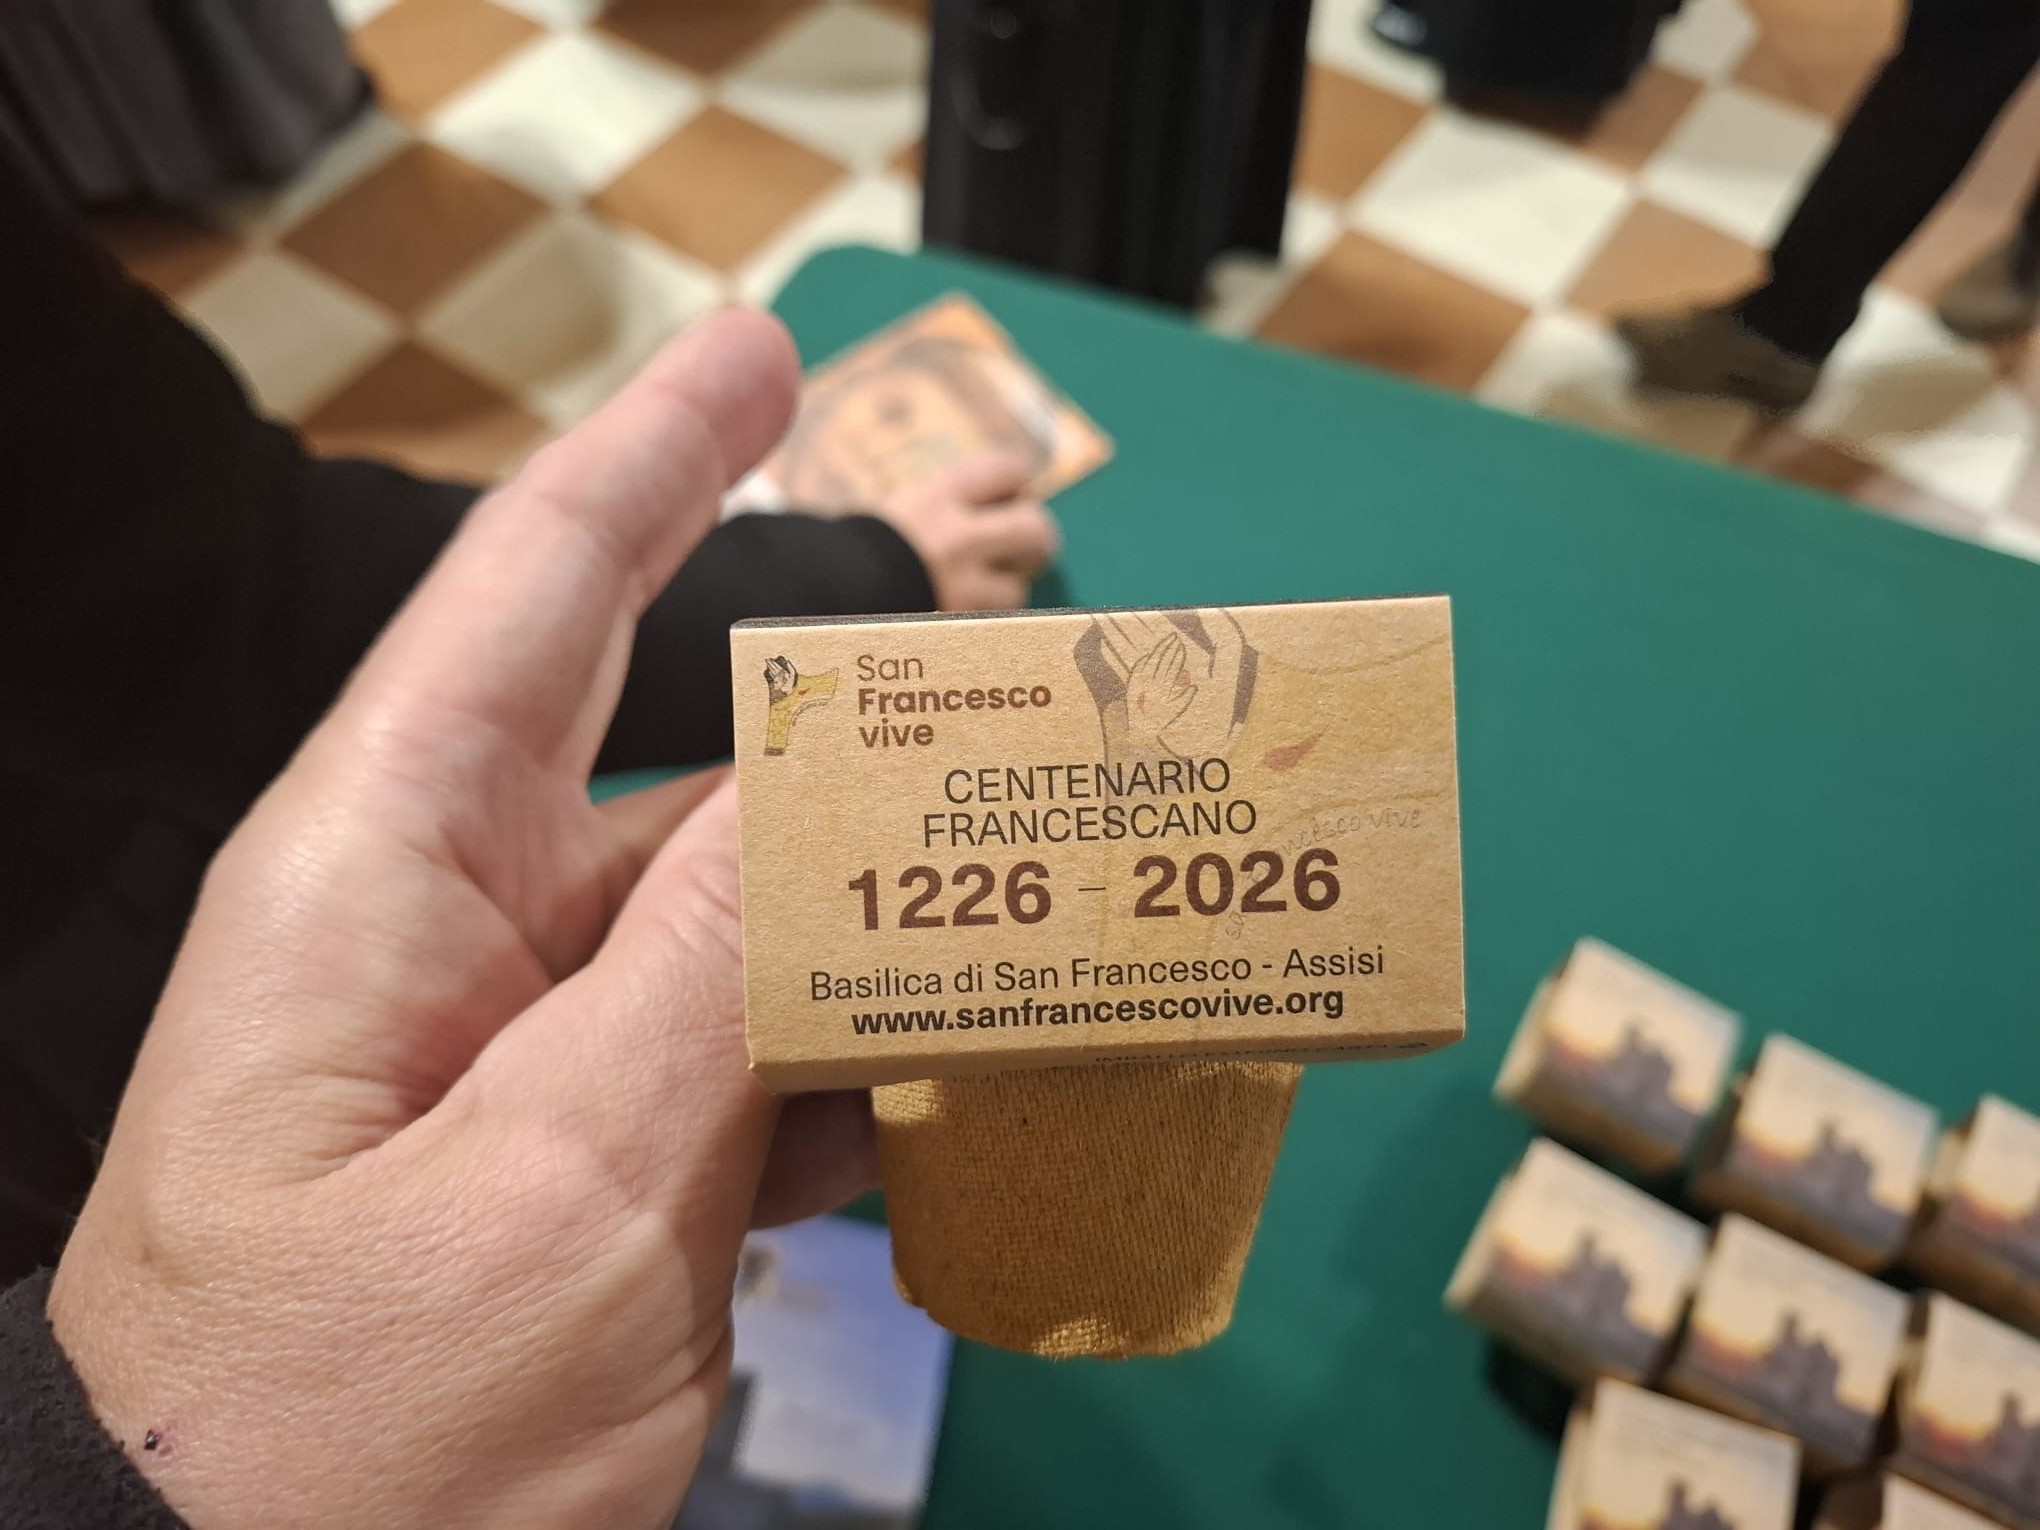 San
Francesco
vive
CENTENARIO
FRANCESCANO
1226 – 2026
Basilica di San Francesco - Assisi
www.sanfrancescovive.org